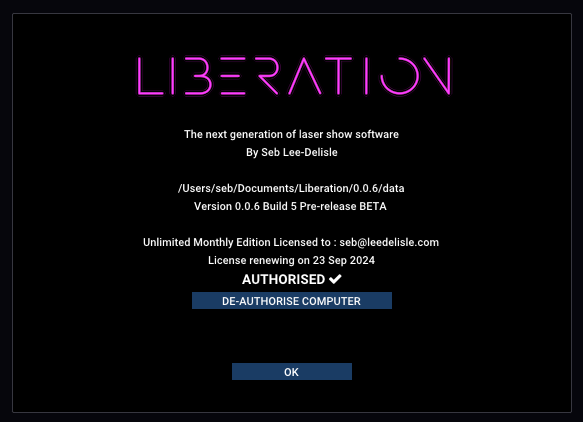 LIBERATION
The next generation of laser show software
By Seb Lee-Delisle
/Users/seb/Documents/Liberation/0.0.6/data
Version 0.0.6 Build 5 Pre-release BETA
Unlimited Monthly Edition Licensed to : seb@leedelisle.com
License renewing on 23 Sep 2024
AUTHORISED ✔
DE-AUTHORISE COMPUTER
OK